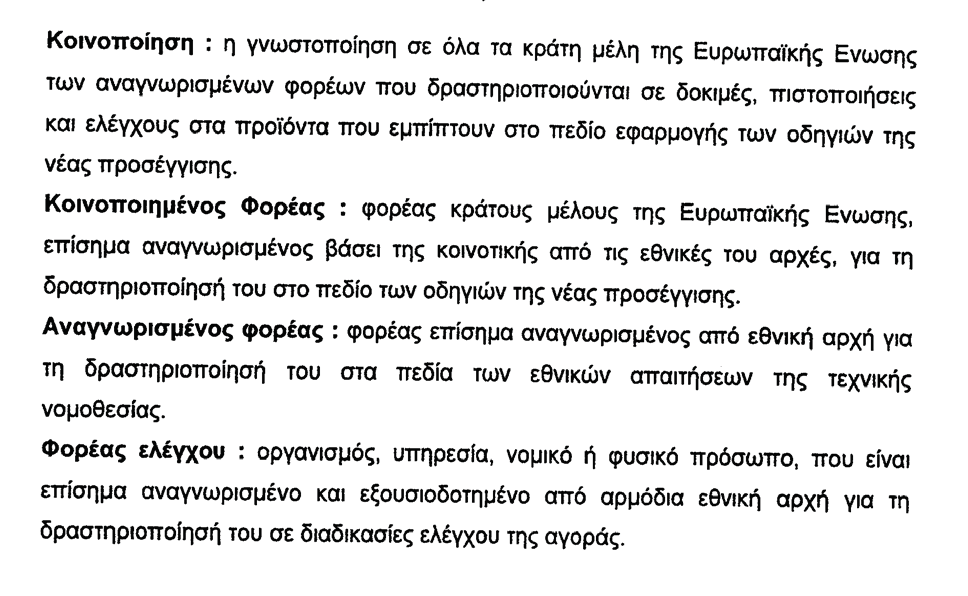 Κοινοποίηση : η γνωστοποίηση σε όλα τα κράτη μέλη της Ευρωπαϊκής Ενωσης
των αναγνωρισμένων φορέων που δραστηριοποιούνται σε δοκιμές, πιστοποιήσεις
και ελέγχους στα προϊόντα που εμπίπτουν στο πεδίο εφαρμογής των οδηγιών της
νέας προσέγγισης.
Κοινοποιημένος Φορέας : φορέας κράτους μέλους της Ευρωπαϊκής Ενωσης,
επίσημα αναγνωρισμένος βάσει της κοινοτικής από τις εθνικές του αρχές, για τη
δραστηριοποίησή του στο πεδίο των οδηγιών της νέας προσέγγισης.
Αναγνωρισμένος φορέας : φορέας επίσημα αναγνωρισμένος από εθνική αρχή για
τη δραστηριοποίησή του στα πεδία των εθνικών απαιτήσεων της τεχνικής
νομοθεσίας.
Φορέας ελέγχου : οργανισμός, υπηρεσία, νομικό ή φυσικό πρόσωπο, που είναι
επίσημα αναγνωρισμένο και εξουσιοδοτημένο από αρμόδια εθνική αρχή για τη
δραστηριοποίησή του σε διαδικασίες ελέγχου της αγοράς.